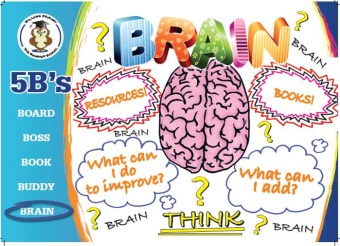 BRAIN
5B's
BOARD
BOSS
BOOK
BUDDY
BRAIN
BRAIN
BRAIN
RESOURCES!
BOOKS!
BRAIN
What can
I do
to improve?
What can
I add?
BRAIN
THINK
BRAIN